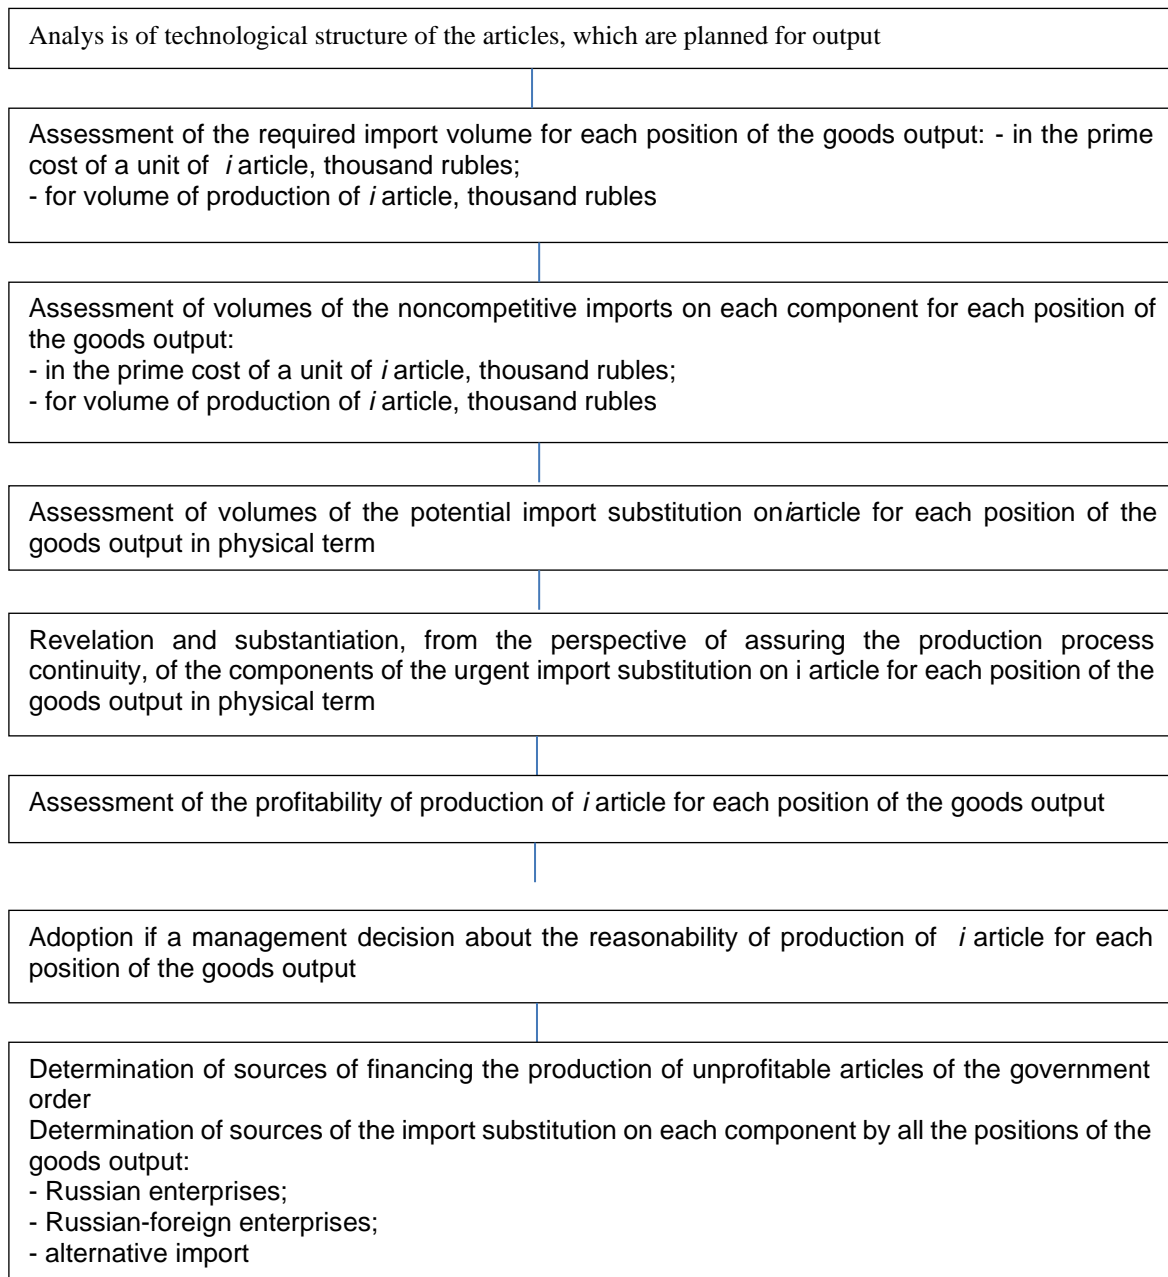 Analys is of technological structure of the articles, which are planned for output
Assessment of the required import volume for each position of the goods output: - in the prime
cost of a unit of i article, thousand rubles;
- for volume of production of i article, thousand rubles
Assessment of volumes of the noncompetitive imports on each component for each position of
the goods output:
- in the prime cost of a unit of i article, thousand rubles;
- for volume of production of i article, thousand rubles
Assessment of volumes of the potential import substitution oniarticle for each position of the
goods output in physical term
Revelation and substantiation, from the perspective of assuring the production process
continuity, of the components of the urgent import substitution on i article for each position of the
goods output in physical term
Assessment of the profitability of production of i article for each position of the goods output
Adoption if a management decision about the reasonability of production of i article for each
position of the goods output
Determination of sources of financing the production of unprofitable articles of the government
order
Determination of sources of the import substitution on each component by all the positions of the
goods output:
- Russian enterprises;
- Russian-foreign enterprises;
- alternative import